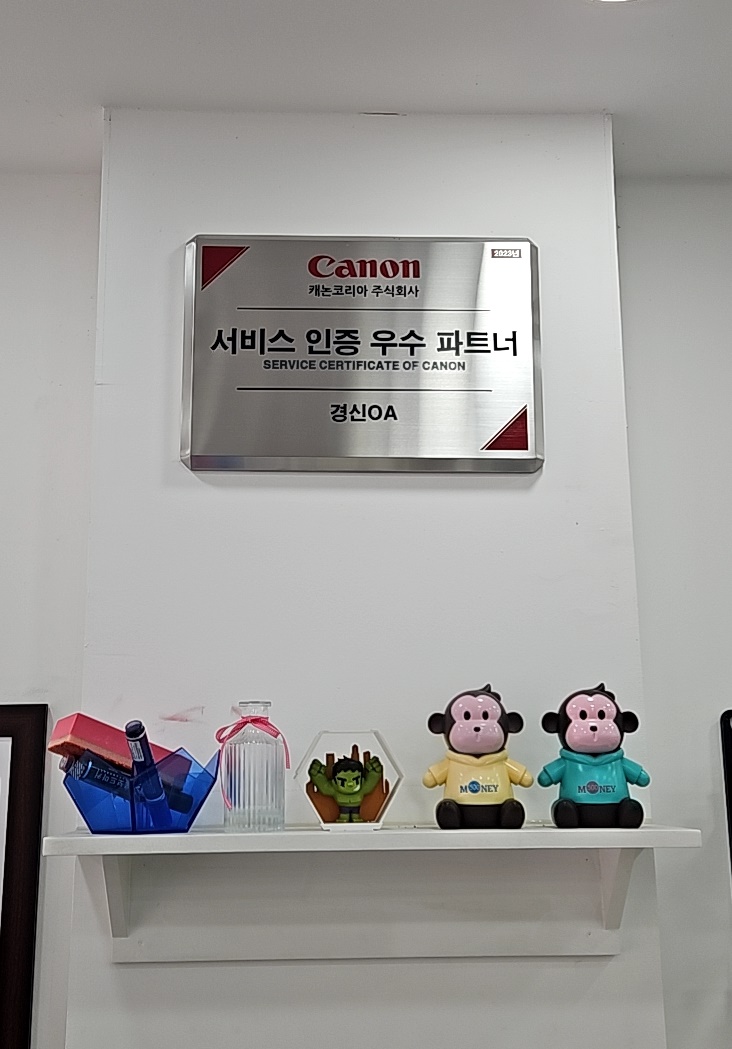 Canon
2023년
캐논코리아 주식회사
서비스 인증 우수 파트너
SERVICE CERTIFICATE OF CANON
경신OA
MONEY
MONEY